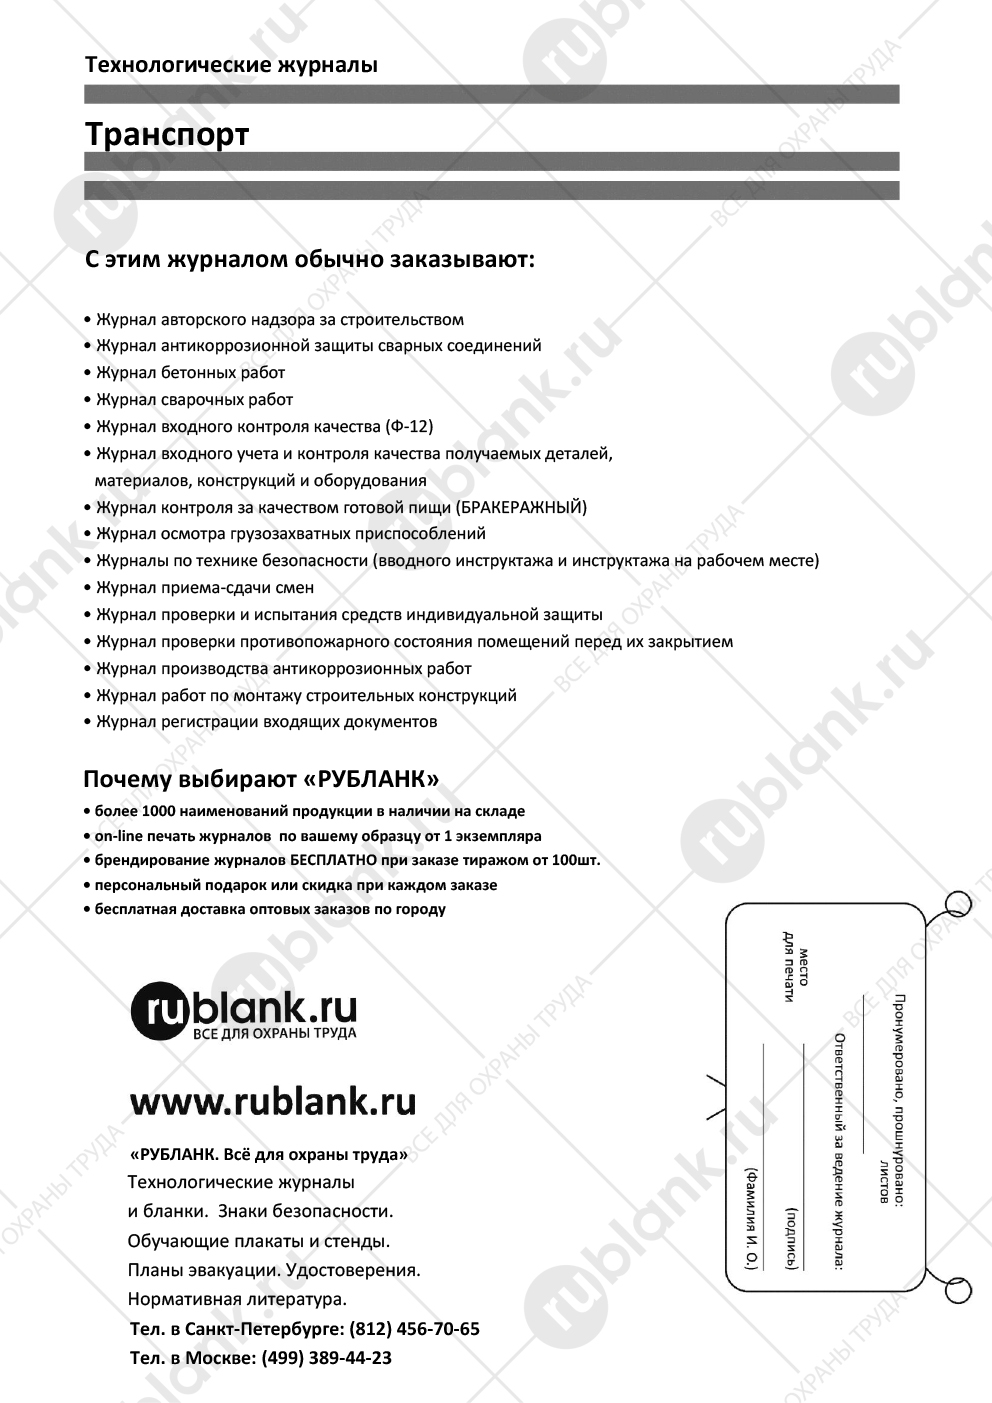 Технологические журналы
Транспорт
С этим журналом обычно заказывают:
• Журнал авторского надзора за строительством
• Журнал антикоррозионной защиты сварных соединений
• Журнал бетонных работ
• Журнал сварочных работ
• Журнал входного контроля качества (Ф-12)
• Журнал входного учета и контроля качества получаемых деталей,
материалов, конструкций и оборудования
• Журнал контроля за качеством готовой пищи (БРАКЕРАЖНЫЙ)
• Журнал осмотра грузозахватных приспособлений
• Журналы по технике безопасности (вводного инструктажа и инструктажа на рабочем месте)
• Журнал приема-сдачи смен
• Журнал проверки и испытания средств индивидуальной защиты
• Журнал проверки противопожарного состояния помещений перед их закрытием
• Журнал производства антикоррозионных работ
• Журнал работ по монтажу строительных конструкций
• Журнал регистрации входящих документов
Почему выбирают «РУБЛАНК»
• более 1000 наименований продукции в наличии на складе
• on-line печать журналов по вашему образцу от 1 экземпляра
• брендирование журналов БЕСПЛАТНО при заказе тиражом от 100шт.
• персональный подарок или скидка при каждом заказе
• бесплатная доставка оптовых заказов по городу
rublank.ru
ВСЕ ДЛЯ ОХРАНЫ ТРУДА
www.rublank.ru
«РУБЛАНК. Всё для охраны труда»
Технологические журналы
и бланки. Знаки безопасности.
Обучающие плакаты и стенды.
Планы эвакуации. Удостоверения.
Нормативная литература.
Тел. в Санкт-Петербурге: (812) 456-70-65
Тел. в Москве: (499) 389-44-23
Пронумеровано, прошнуровано:
листов
Ответственный за ведение журнала:
место
для печати
(подпись)
(Фамилия И. О.)